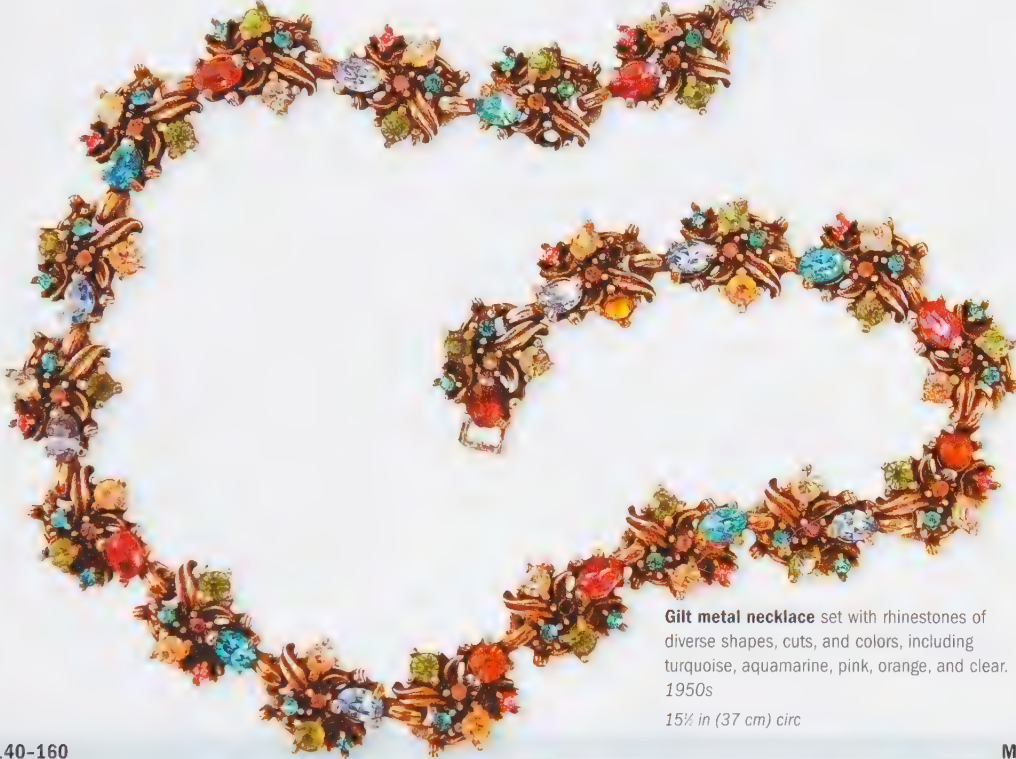 Gilt metal necklace set with rhinestones of
diverse shapes, cuts, and colors, including
turquoise, aquamarine, pink, orange, and clear.
1950s
15½ in (37 cm) circ
.40–160
M